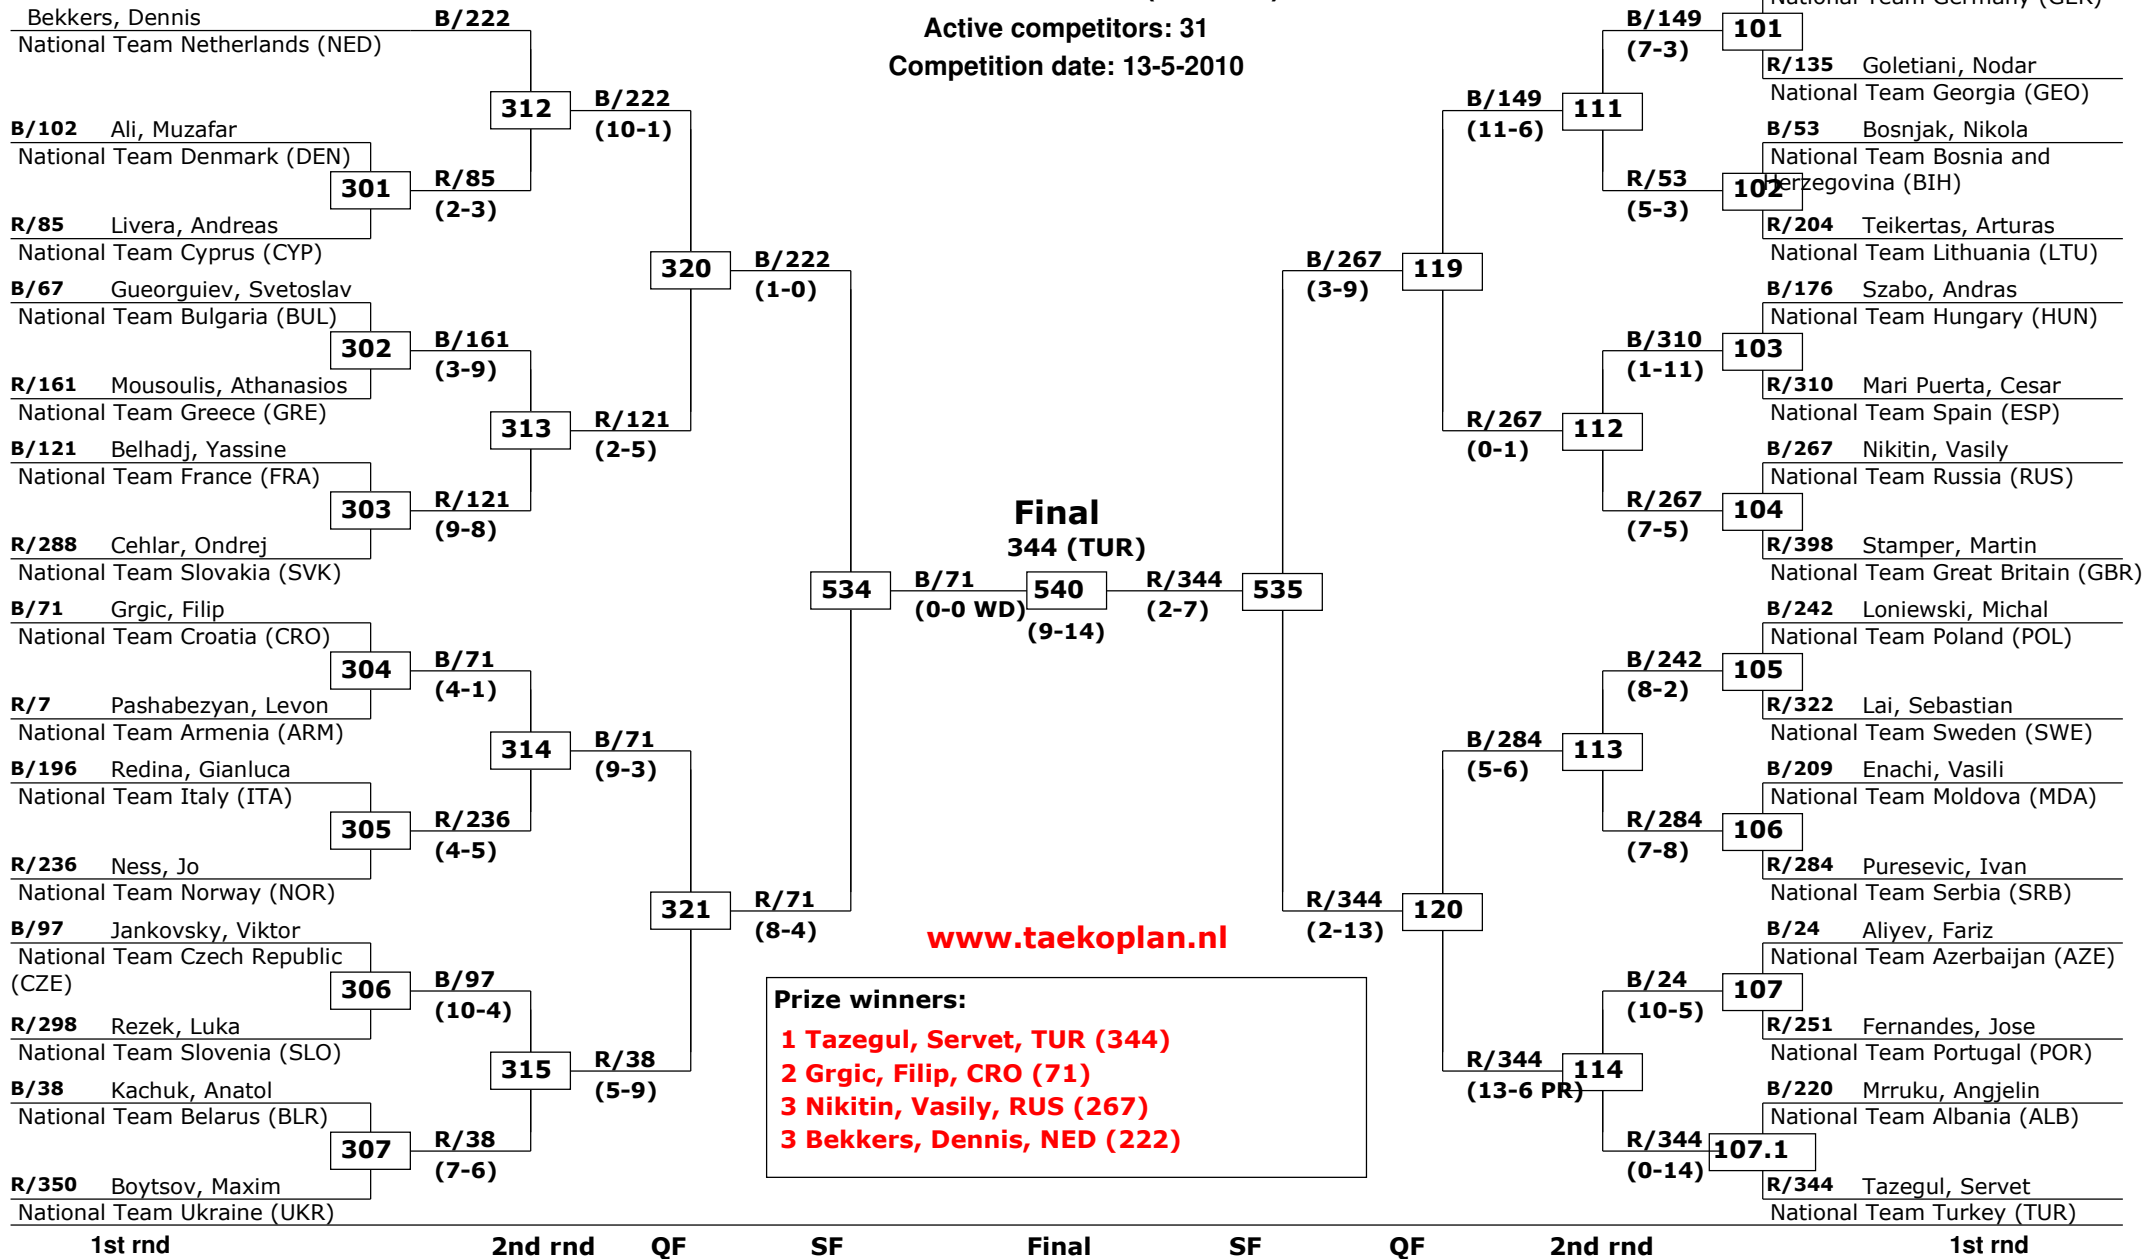 Bekkers, Dennis
B/222
National Team Netherlands (NED)
B/102 Ali, Muzafar
National Team Denmark (DEN)
301
R/85
(2-3)
R/85 Livera, Andreas
National Team Cyprus (CYP)
312
B/222
(10-1)
B/67 Gueorguiev, Svetoslav
National Team Bulgaria (BUL)
302
B/161
(3-9)
R/161 Mousoulis, Athanasios
National Team Greece (GRE)
B/121 Belhadj, Yassine
National Team France (FRA)
303
R/121
(9-8)
R/288 Cehlar, Ondrej
National Team Slovakia (SVK)
313
R/121
(2-5)
320
B/222
(1-0)
B/71 Grgic, Filip
National Team Croatia (CRO)
304
B/71
(4-1)
R/7 Pashabezyan, Levon
National Team Armenia (ARM)
B/196 Redina, Gianluca
National Team Italy (ITA)
305
R/236
(4-5)
R/236 Ness, Jo
National Team Norway (NOR)
314
B/71
(9-3)
B/97 Jankovsky, Viktor
National Team Czech Republic
(CZE)
306
B/97
(10-4)
R/298 Rezek, Luka
National Team Slovenia (SLO)
B/38 Kachuk, Anatol
National Team Belarus (BLR)
307
R/38
(7-6)
R/350 Boytsov, Maxim
National Team Ukraine (UKR)
315
R/38
(5-9)
321
R/71
(8-4)
534
B/71
(0-0 WD)
Active competitors: 31
Competition date: 13-5-2010
Final
344 (TUR)
540
(9-14)
R/344
(2-7)
535
www.taekoplan.nl
Prize winners:
1 Tazegul, Servet, TUR (344)
2 Grgic, Filip, CRO (71)
3 Nikitin, Vasily, RUS (267)
3 Bekkers, Dennis, NED (222)
B/267
(3-9)
119
B/149
(11-6)
111
B/149
(7-3)
101
National Team Germany (GER)
R/135 Goletiani, Nodar
National Team Georgia (GEO)
B/53 Bosnjak, Nikola
National Team Bosnia and
Herzegovina (BIH)
R/53
(5-3)
102
R/204 Teikertas, Arturas
National Team Lithuania (LTU)
B/176 Szabo, Andras
National Team Hungary (HUN)
B/310
(1-11)
103
R/310 Mari Puerta, Cesar
National Team Spain (ESP)
R/267
(0-1)
112
B/267 Nikitin, Vasily
National Team Russia (RUS)
R/267
(7-5)
104
R/398 Stamper, Martin
National Team Great Britain (GBR)
B/242 Loniewski, Michal
National Team Poland (POL)
B/242
(8-2)
105
R/322 Lai, Sebastian
National Team Sweden (SWE)
B/284
(5-6)
113
B/209 Enachi, Vasili
National Team Moldova (MDA)
R/284
(7-8)
106
R/284 Puresevic, Ivan
National Team Serbia (SRB)
R/344
(2-13)
120
B/24 Aliyev, Fariz
National Team Azerbaijan (AZE)
B/24
(10-5)
107
R/251 Fernandes, Jose
National Team Portugal (POR)
R/344
(13-6 PR)
114
B/220 Mrruku, Angjelin
National Team Albania (ALB)
R/344
(0-14)
107.1
R/344 Tazegul, Servet
National Team Turkey (TUR)
1st rnd 2nd rnd QF SF Final SF QF 2nd rnd 1st rnd